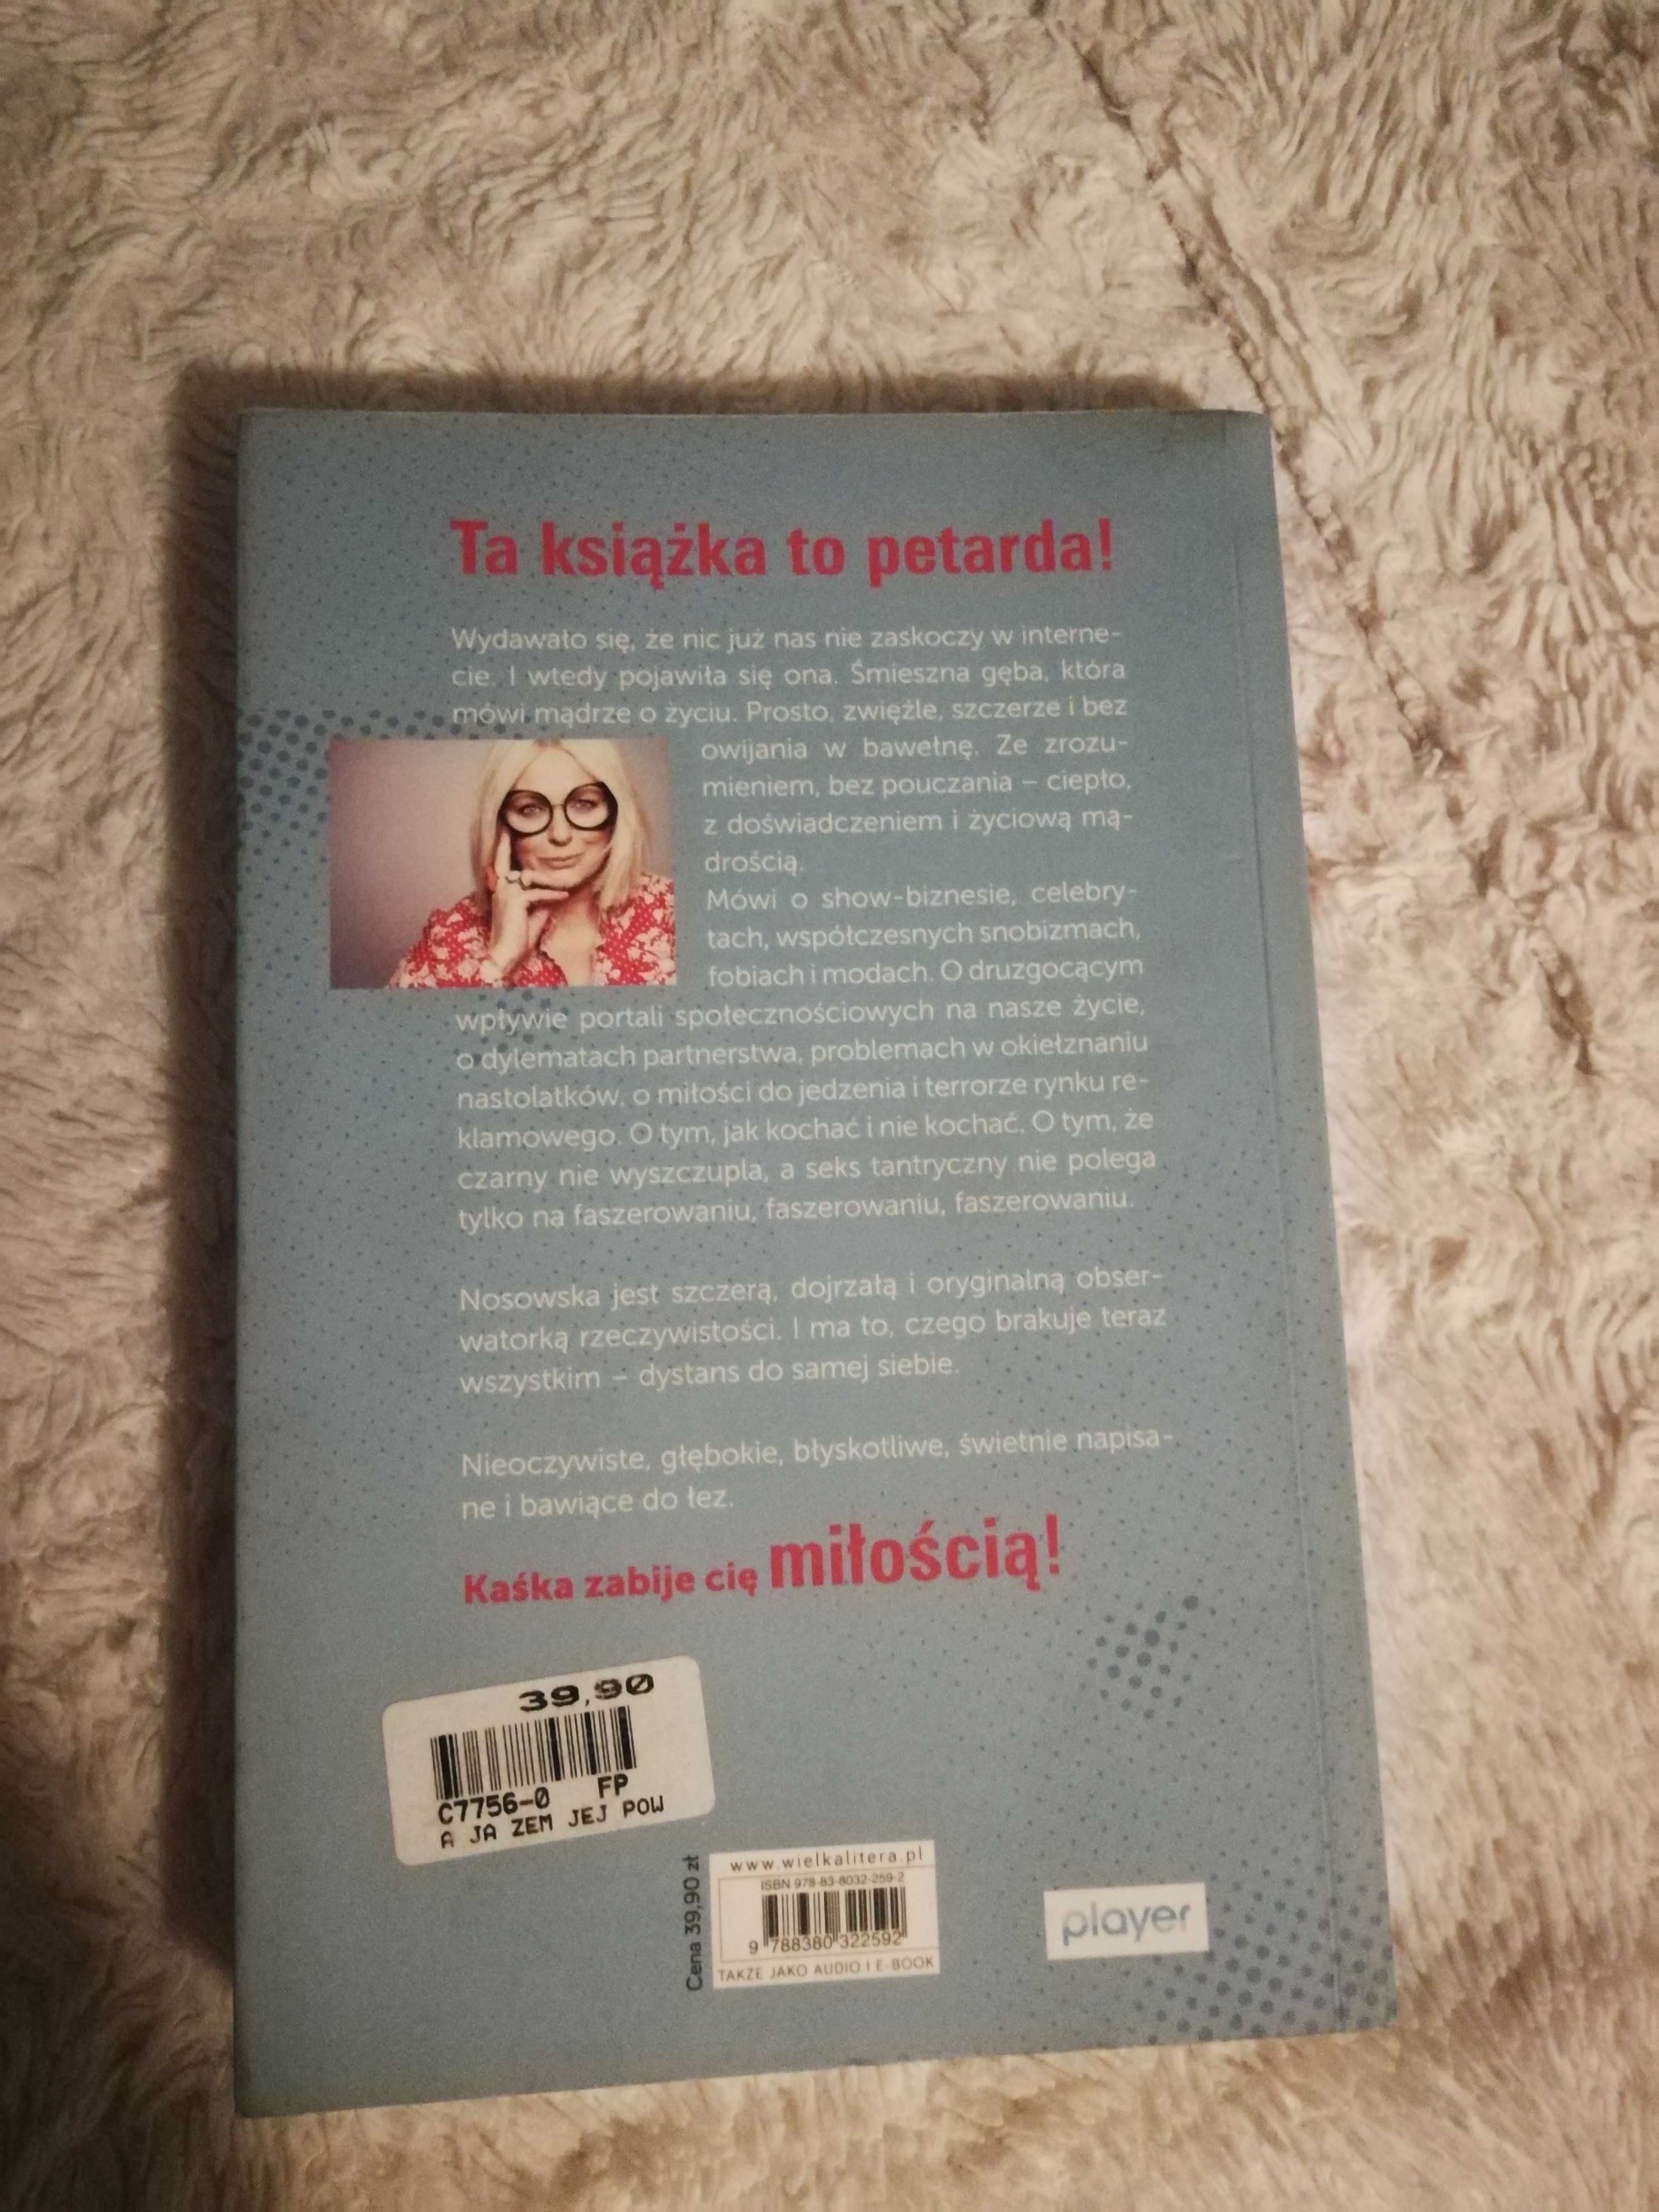 Ta książka to petarda!
Wydawało się, że nic już nas nie zaskoczy w interne-
cie. I wtedy pojawiła się ona. Śmieszna gęba, która
mówi mądrze o życiu. Prosto, zwięźle, szczerze i bez
owijania w bawełnę. Ze zrozu-
mieniem, bez pouczania – ciepło,
z doświadczeniem i życiową mą-
drością.
Mówi o show-biznesie, celebry-
tach, współczesnych snobizmach,
fobiach i modach. O druzgocącym
wpływie portali społecznościowych na nasze życie,
o dylematach partnerstwa, problemach w okiełznaniu
nastolatków, o miłości do jedzenia i terrorze rynku re-
klamowego. O tym, jak kochać i nie kochać. O tym, że
czarny nie wyszczupla, a seks tantryczny nie polega
tylko na faszerowaniu, faszerowaniu, faszerowaniu.
Nosowska jest szczerą, dojrzałą i oryginalną obser-
watorką rzeczywistości. I ma to, czego brakuje teraz
wszystkim – dystans do samej siebie.
Nieoczywiste, głębokie, błyskotliwe, świetnie napisa-
ne i bawiące do łez.
Kaśka zabije cię miłością!
39,90
C7756-0 FP
A JA ZEM JEJ POW
Cena 39,90 zł
www.wielkalitera.pl
ISBN 978-83-8032-259-2
9 788380 322592
TAKŻE JAKO AUDIO I E-BOOK
player